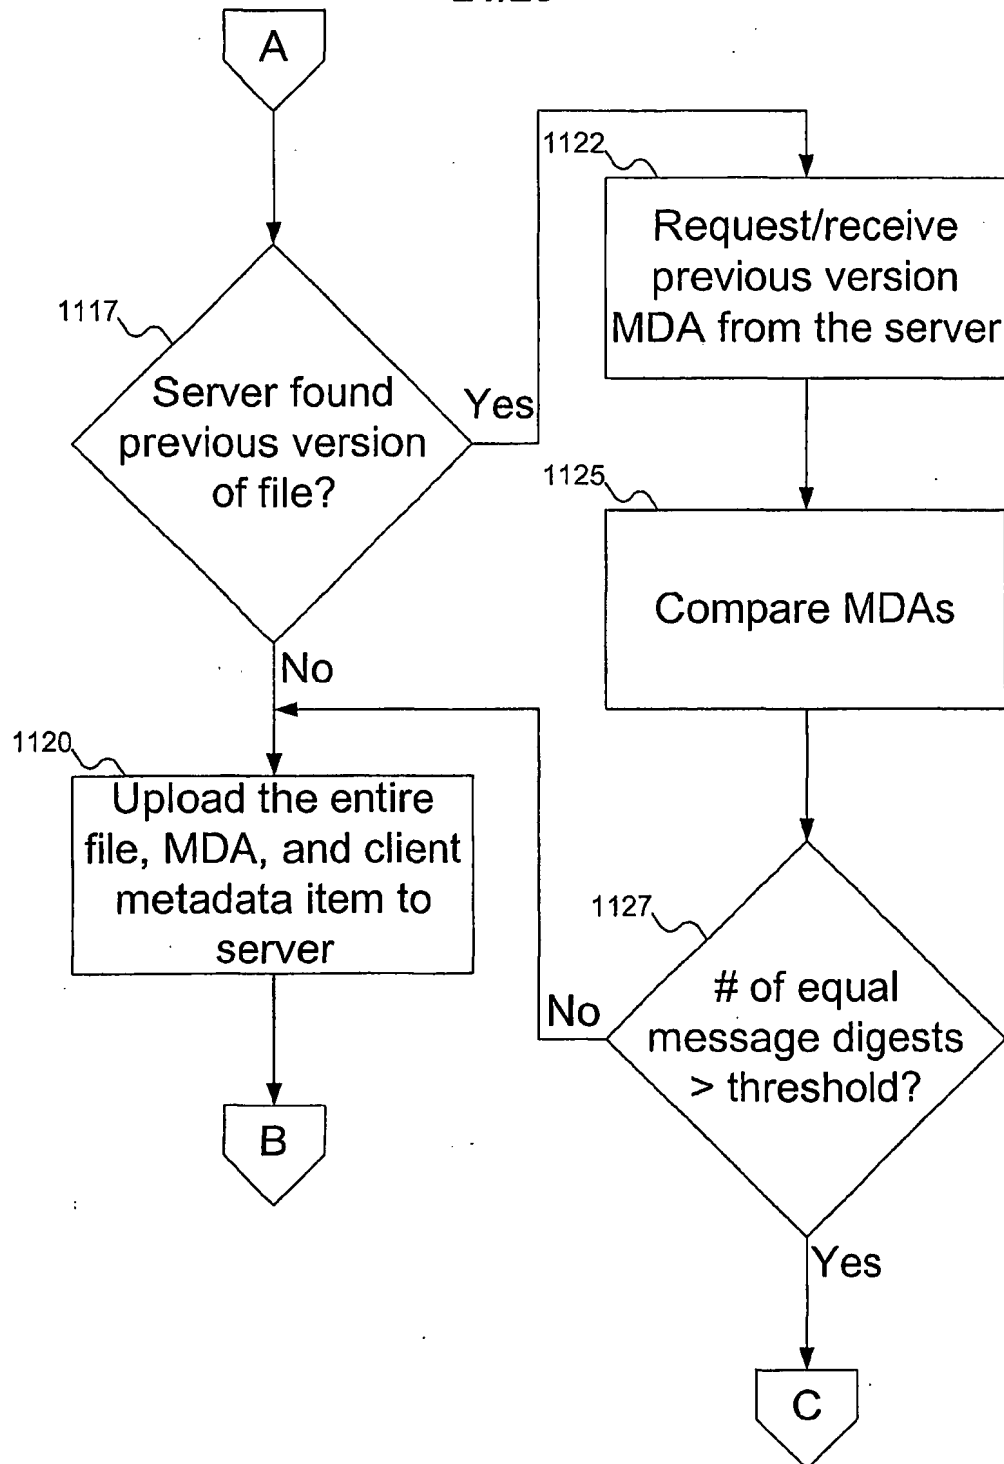 A
1117
Server found
previous version
of file?
Yes
No
1122
Request/receive
previous version
MDA from the server
1125
Compare MDAs
1127
# of equal
message digests
> threshold?
No
Yes
1120
Upload the entire
file, MDA, and client
metadata item to
server
B
C